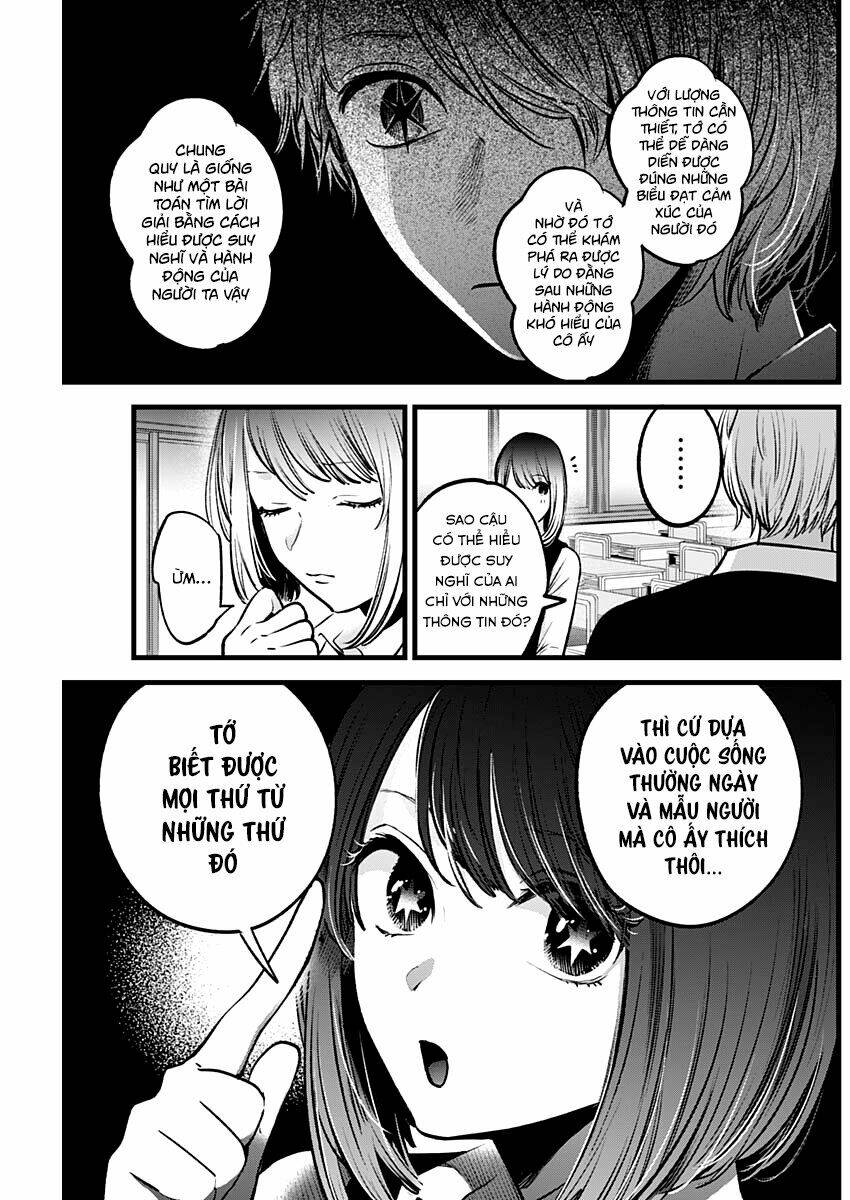 VỚI LƯỢNG
THÔNG TIN CẦN
THIẾT, TỚ CÓ
THỂ DỄ DÀNG
DIỄN ĐƯỢC
ĐÚNG NHỮNG
BIỂU ĐẠT CẢM
XÚC CỦA
NGƯỜI ĐÓ
VÀ
NHỜ ĐÓ TỚ
CÓ THỂ KHÁM
PHÁ RA ĐƯỢC
LÝ DO ĐẰNG
SAU NHỮNG
HÀNH ĐỘNG
KHÓ HIỂU CỦA
CÔ ẤY
CHUNG
QUY LÀ GIỐNG
NHƯ MỘT BÀI
TOÁN TÌM LỜI
GIẢI BẰNG CÁCH
HIỂU ĐƯỢC SUY
NGHĨ VÀ HÀNH
ĐỘNG CỦA
NGƯỜI TA VẬY
......
SAO CẬU
CÓ THỂ HIỂU
ĐƯỢC SUY
NGHĨ CỦA AI
CHỈ VỚI NHỮNG
THÔNG TIN ĐÓ?
ỪM...
THÌ CỨ DỰA
VÀO CUỘC SỐNG
THƯỜNG NGÀY
VÀ MẪU NGƯỜI
MÀ CÔ ẤY THÍCH
THÔI...
TỚ
BIẾT ĐƯỢC
MỌI THỨ TỪ
NHỮNG THỨ
ĐÓ